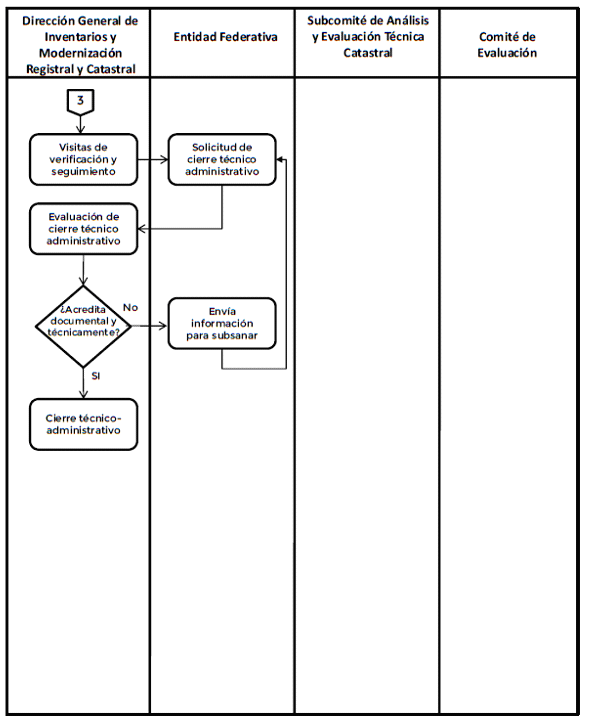 Dirección General de
Inventarios y
Modernización
Registral y Catastral
Entidad Federativa
Subcomité de Análisis
y Evaluación Técnica
Catastral
Comité de
Evaluación
3
Visitas de
verificación y
seguimiento
Solicitud de
cierre técnico
administrativo
Evaluación de
cierre técnico
administrativo
¿Acredita
documental y
técnicamente?
No
Envía
información
para subsanar
SI
Cierre técnico-
administrativo